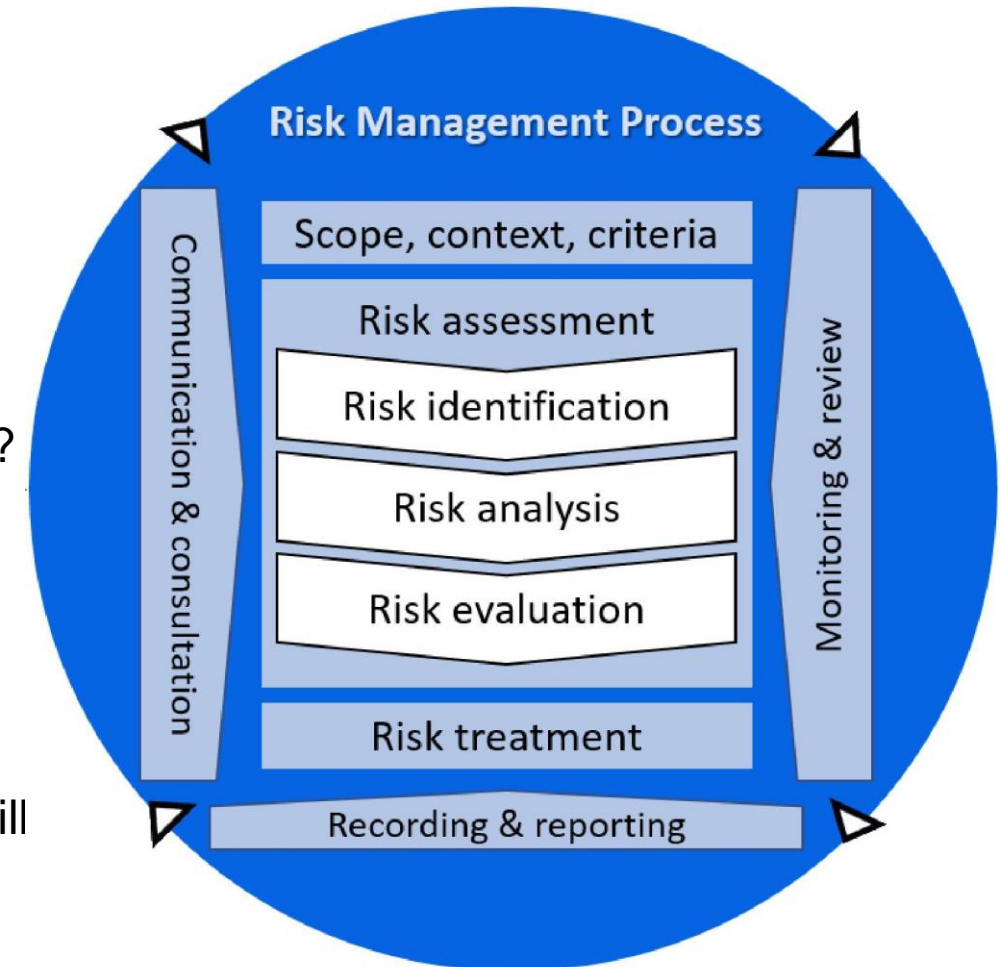 Risk Management Process
Scope, context, criteria
Communication & consultation
Risk assessment
Risk identification
Risk analysis
Risk evaluation
Monitoring & review
Risk treatment
Recording & reporting
?
ill